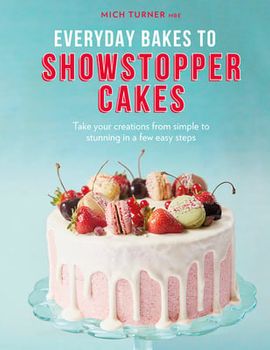 MICH TURNER MBE
EVERYDAY BAKES TO
SHOWSTOPPER
CAKES
Take your creations from simple to
stunning in a few easy steps